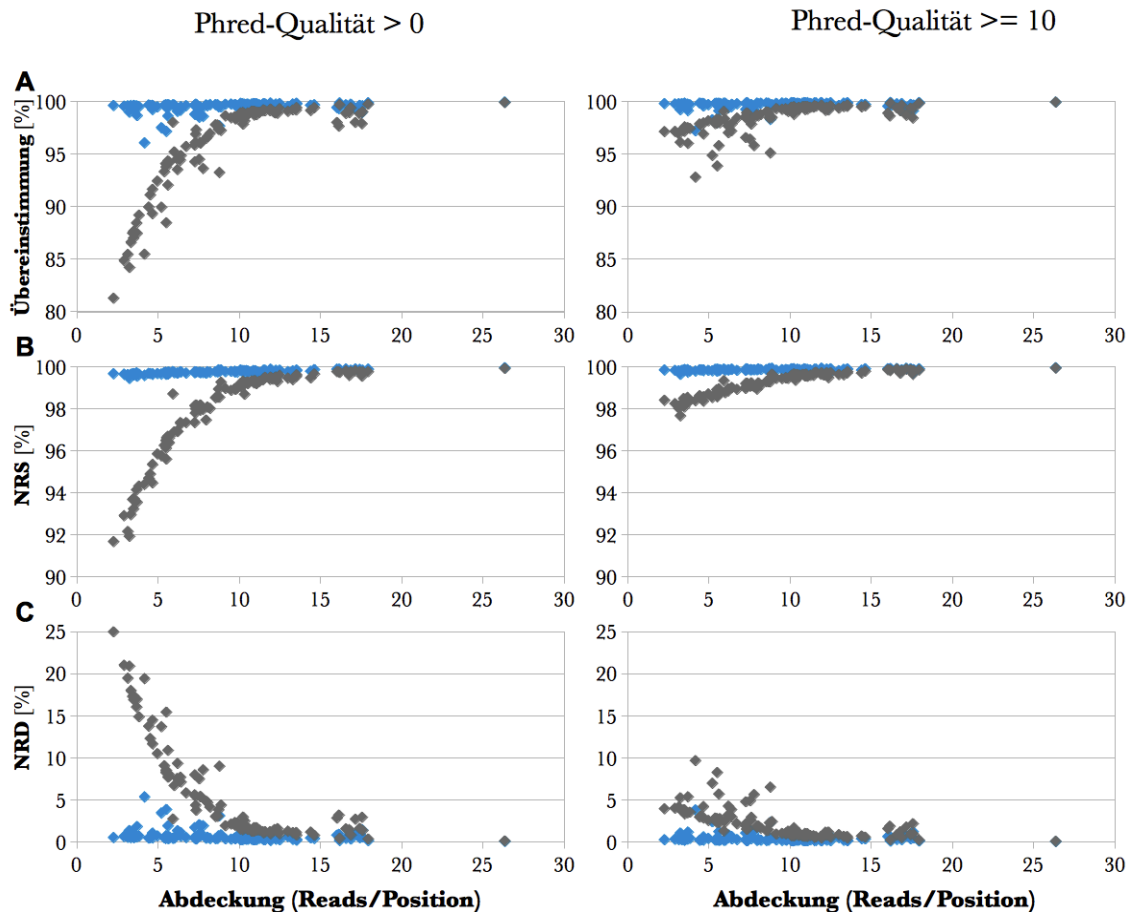 Phred-Qualität > 0
Phred-Qualität >= 10
A
Übereinstimmung [%]
100
95
90
85
80
0 5 10 15 20 25 30
100
95
90
85
80
0 5 10 15 20 25 30
B
NRS [%]
100
98
96
94
92
90
0 5 10 15 20 25 30
100
98
96
94
92
90
0 5 10 15 20 25 30
C
NRD [%]
25
20
15
10
5
0
0 5 10 15 20 25 30
Abdeckung (Reads/Position)
25
20
15
10
5
0
0 5 10 15 20 25 30
Abdeckung (Reads/Position)